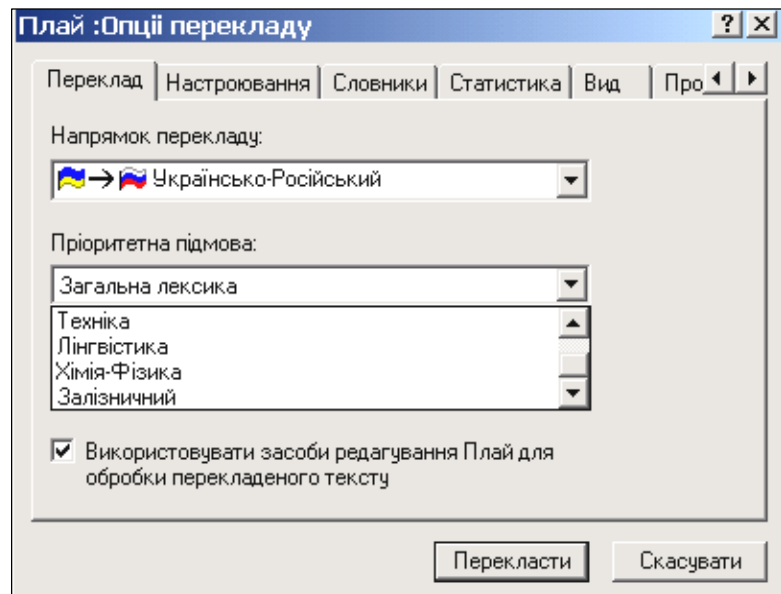 Плай :Опції перекладу
Переклад Настроювання Словники Статистика Вид Про
Напрямок перекладу:
Українсько-Російський
Пріоритетна підмова:
Загальна лексика
Техніка
Лінгвістика
Хімія-Фізика
Залізничний
Використовувати засоби редагування Плай для
обробки перекладеного тексту
Перекласти Скасувати